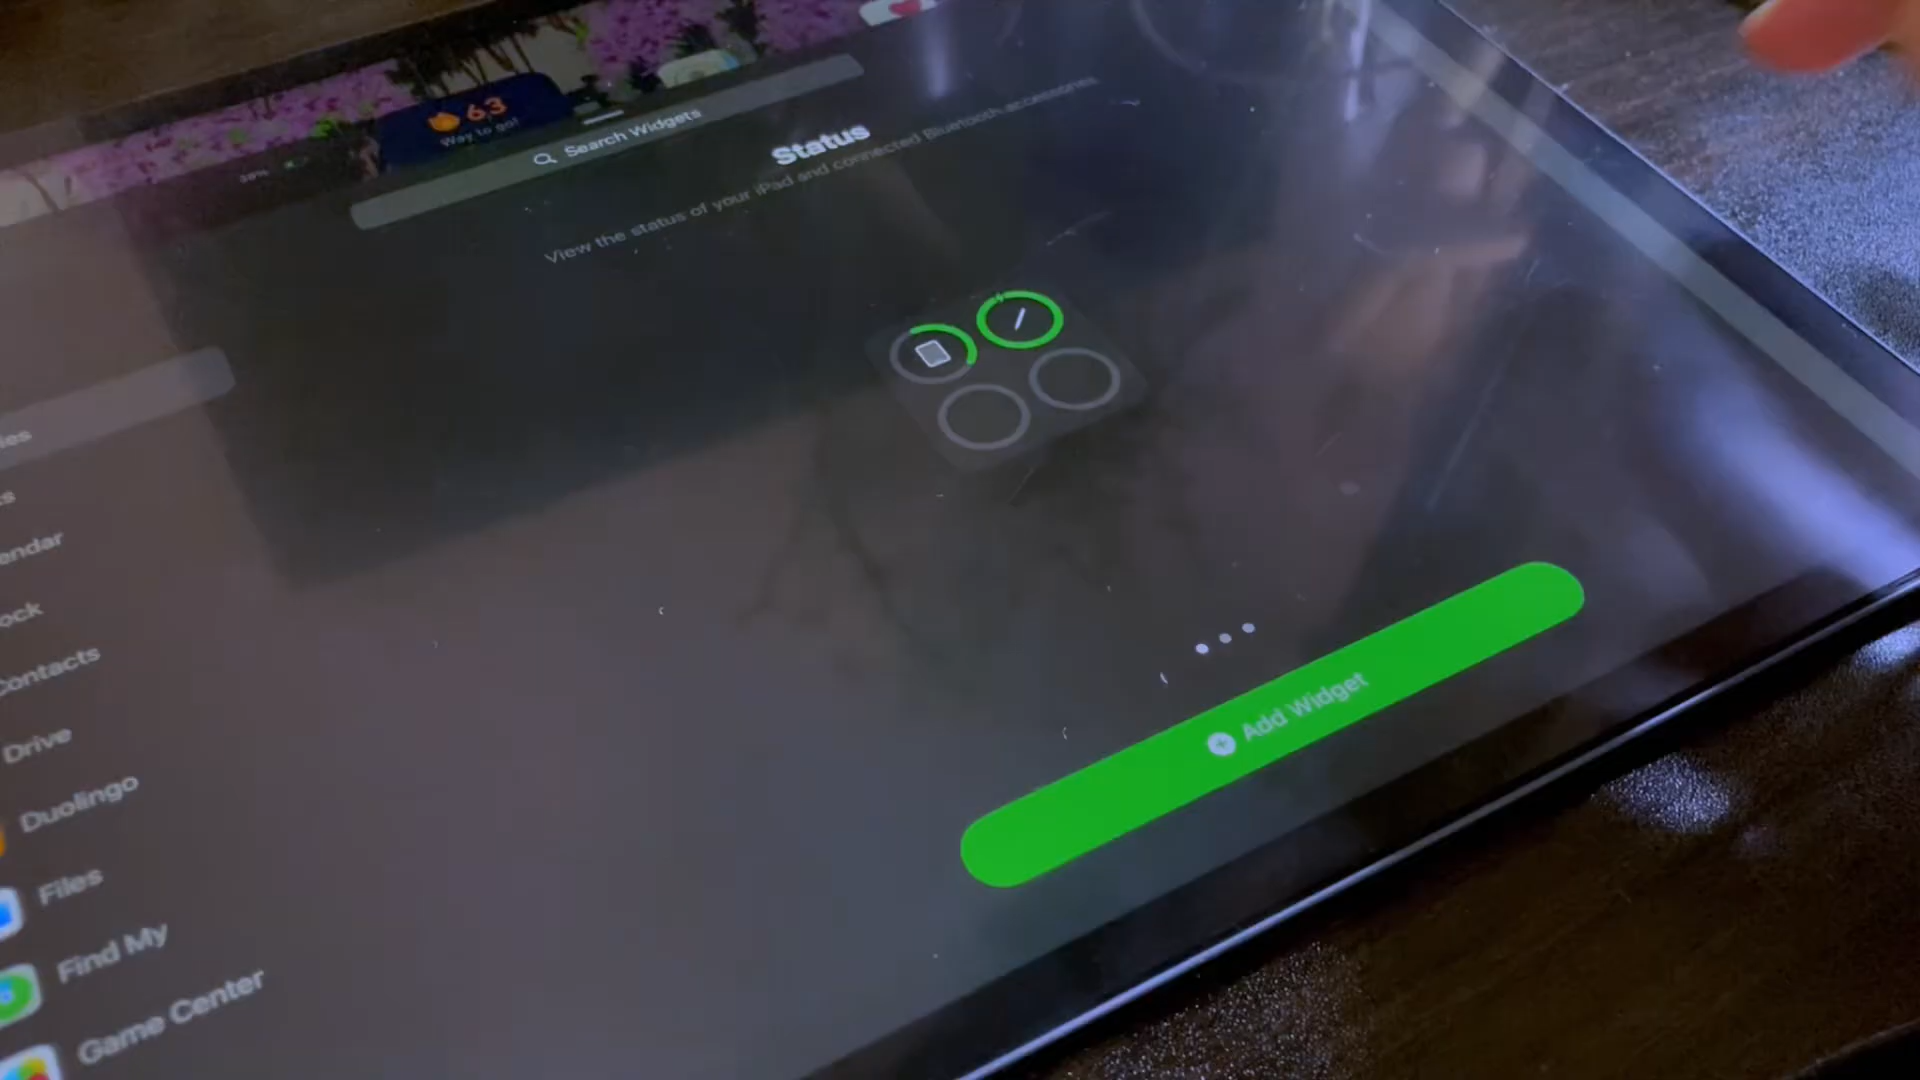 63
Way to go!
38%
Search Widgets
Status
View the status of your iPad and connected Bluetooth accessories
endar
ock
Contacts
Drive
Duolingo
Files
Find My
Game Center
Add Widget